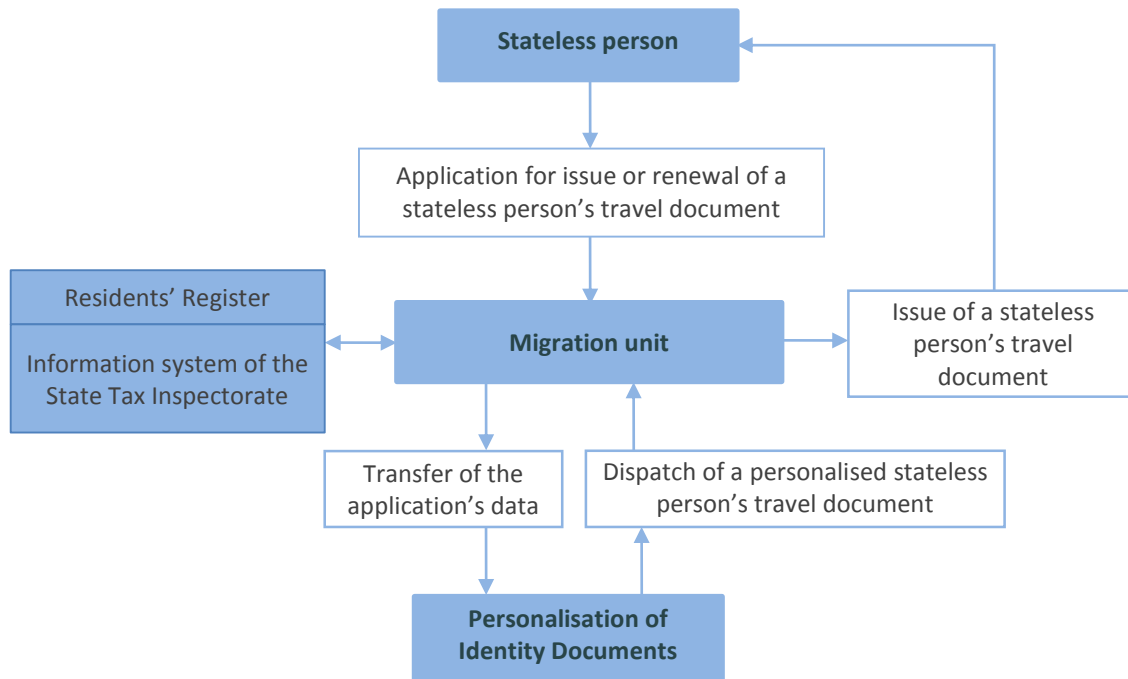 Stateless person
Application for issue or renewal of a
stateless person’s travel document
Residents’ Register
Information system of the
State Tax Inspectorate
Migration unit
Issue of a stateless
person’s travel
document
Transfer of the
application’s data
Dispatch of a personalised stateless
person’s travel document
Personalisation of
Identity Documents